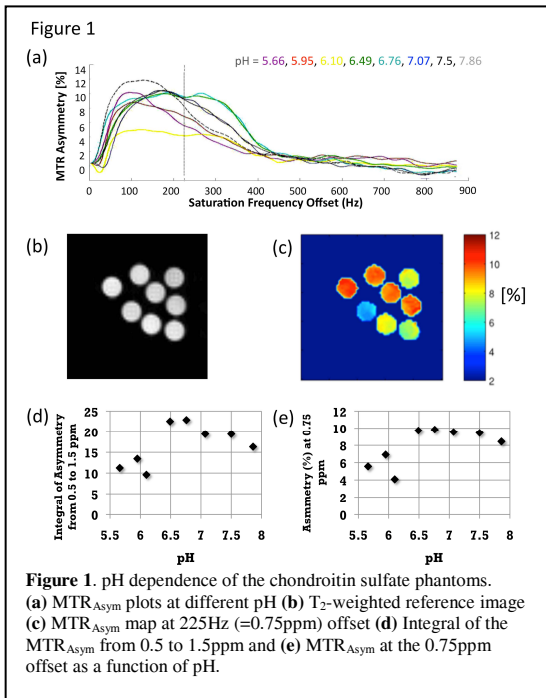 Figure 1
(a)
pH = 5.66, 5.95, 6.10, 6.49, 6.76, 7.07, 7.5, 7.86
MTR Asymmetry [%]
14
12
10
8
6
4
2
0
0 100 200 300 400 500 600 700 800 900
Saturation Frequency Offset (Hz)
(b)
(c)
12
10
8
6
4
2
[%]
(d)
Integral of Asymmetry
from 0.5 to 1.5 ppm
25
20
15
10
5
0
5.5 6 6.5 7 7.5 8
pH
(e)
Asmmetry (%) at 0.75
ppm
12
10
8
6
4
2
0
5.5 6 6.5 7 7.5 8
pH
Figure 1. pH dependence of the chondroitin sulfate phantoms.
(a) MTRAsym plots at different pH (b) T2-weighted reference image
(c) MTRAsym map at 225Hz (=0.75ppm) offset (d) Integral of the
MTRAsym from 0.5 to 1.5ppm and (e) MTRAsym at the 0.75ppm
offset as a function of pH.